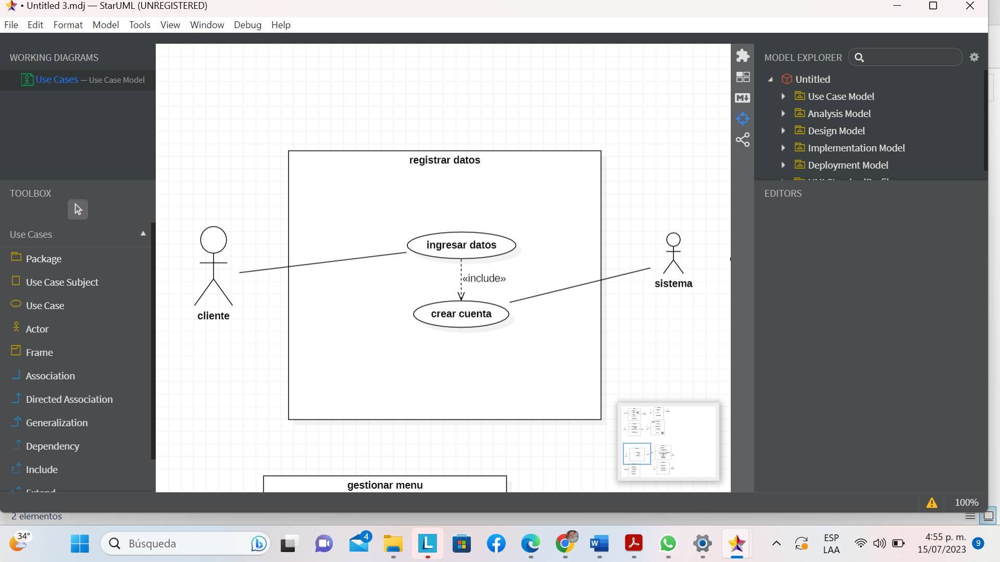 • Untitled 3.mdj — StarUML (UNREGISTERED)
File Edit Format Model Tools View Window Debug Help
WORKING DIAGRAMS
Use Cases — Use Case Model
TOOLBOX
Use Cases
Package
Use Case Subject
Use Case
Actor
Frame
Association
Directed Association
Generalization
Dependency
Include
Extend
registrar datos
ingresar datos
«include»
crear cuenta
cliente
sistema
gestionar menu
MODEL EXPLORER
Untitled
Use Case Model
Analysis Model
Design Model
Implementation Model
Deployment Model
EDITORS
100%
2 elementos
34°
Búsqueda
4
ESP
LAA
4:55 p. m.
15/07/2023
9